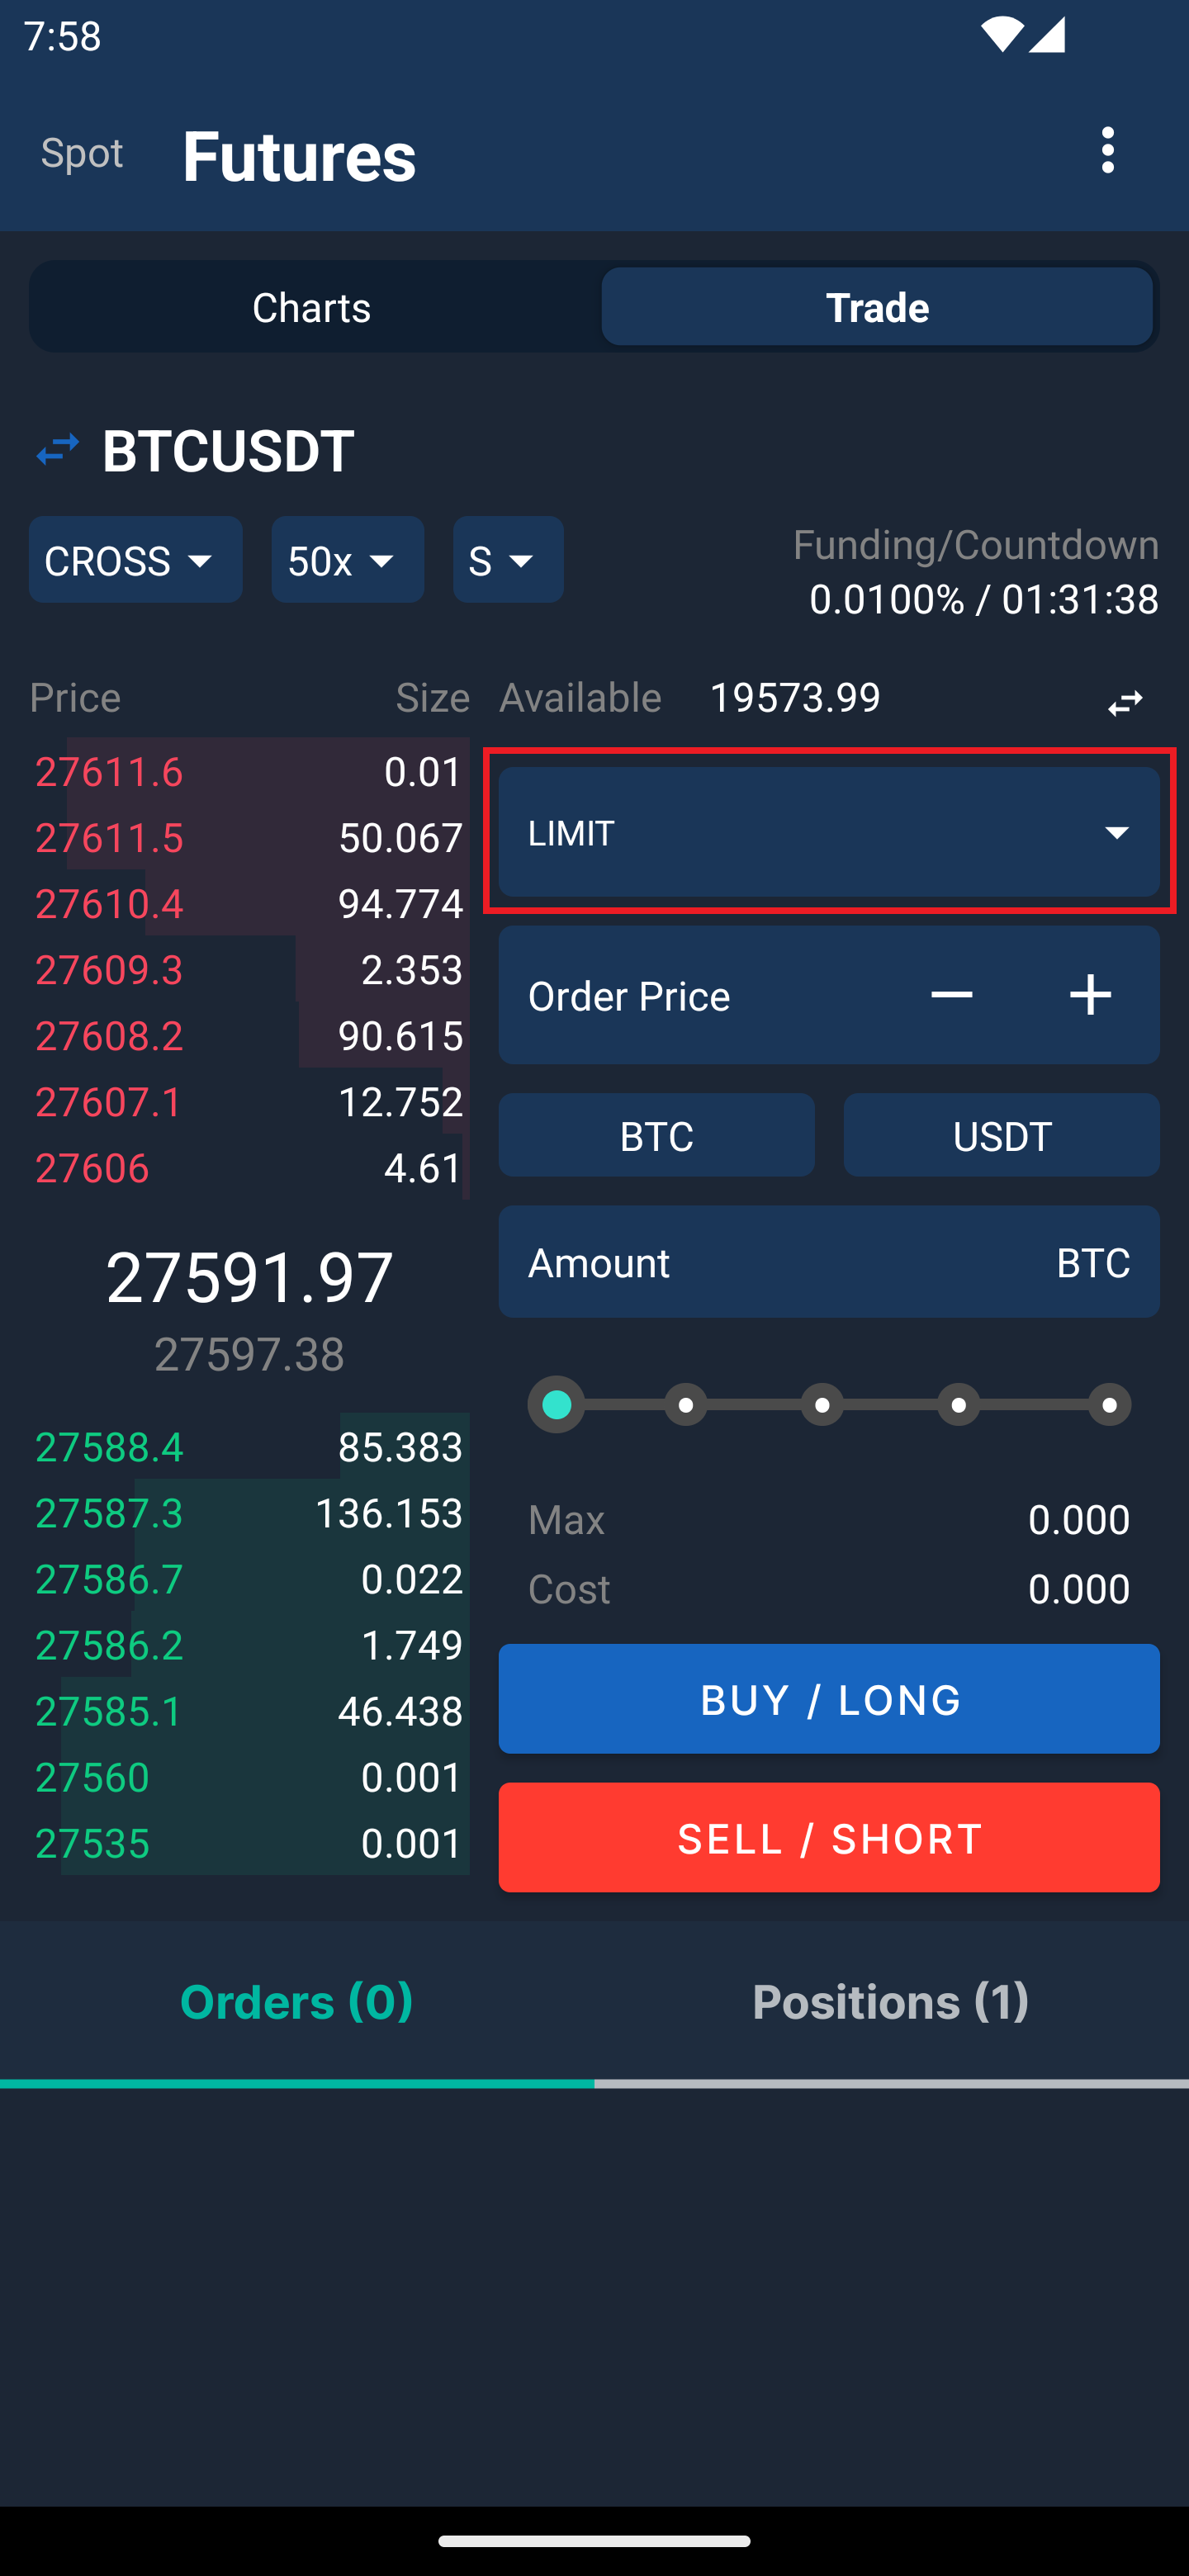 7:58
Spot Futures
Charts Trade
BTCUSDT
CROSS 50x S
Funding/Countdown
0.0100% / 01:31:38
Price Size
27611.6 0.01
27611.5 50.067
27610.4 94.774
27609.3 2.353
27608.2 90.615
27607.1 12.752
27606 4.61
27591.97
27597.38
27588.4 85.383
27587.3 136.153
27586.7 0.022
27586.2 1.749
27585.1 46.438
27560 0.001
27535 0.001
Available 19573.99
LIMIT
Order Price − +
BTC USDT
Amount BTC
Max 0.000
Cost 0.000
BUY / LONG
SELL / SHORT
Orders (0) Positions (1)